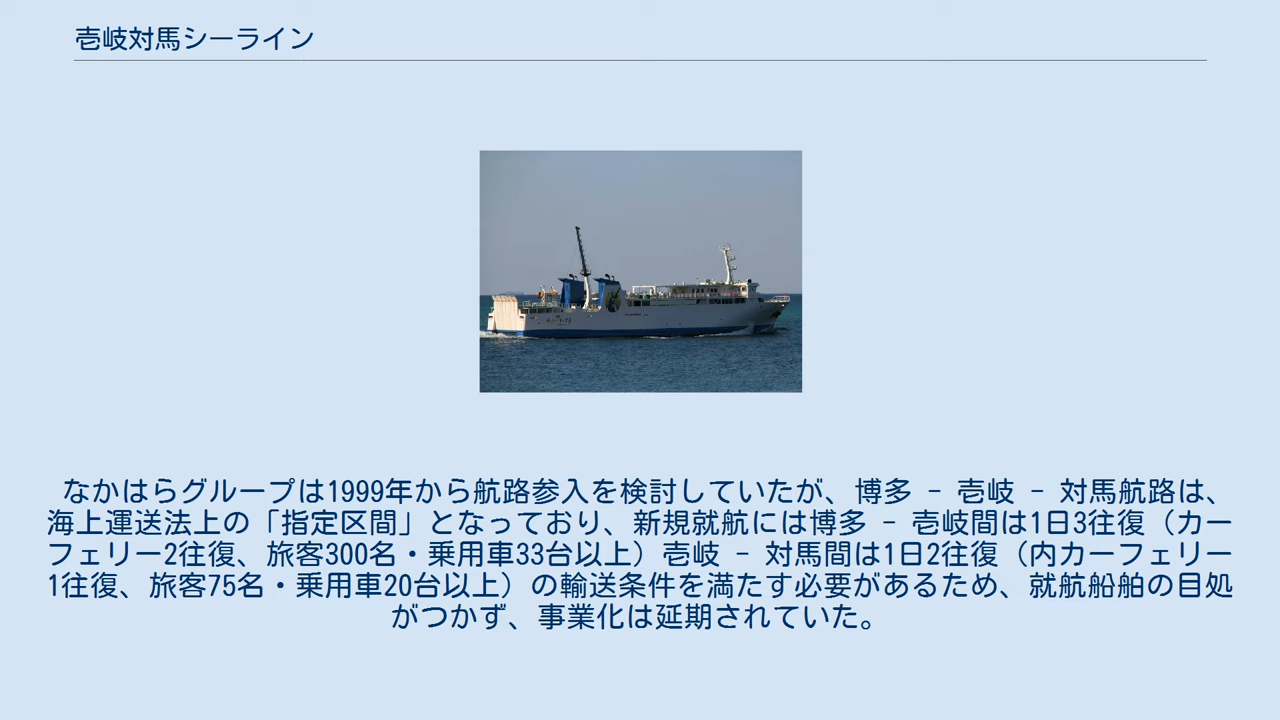 壱岐対馬シーライン
なかはらグループは1999年から航路参入を検討していたが、博多 － 壱岐 － 対馬航路は、
海上運送法上の「指定区間」となっており、新規就航には博多 － 壱岐間は1日3往復（カー
フェリー2往復、旅客300名・乗用車33台以上）壱岐 － 対馬間は1日2往復（内カーフェリー
1往復、旅客75名・乗用車20台以上）の輸送条件を満たす必要があるため、就航船舶の目処
がつかず、事業化は延期されていた。